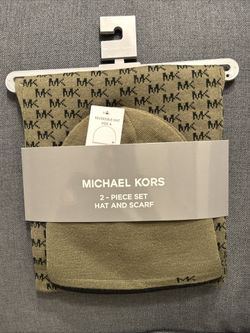 MICHAEL KORS
2 - PIECE SET
HAT AND SCARF